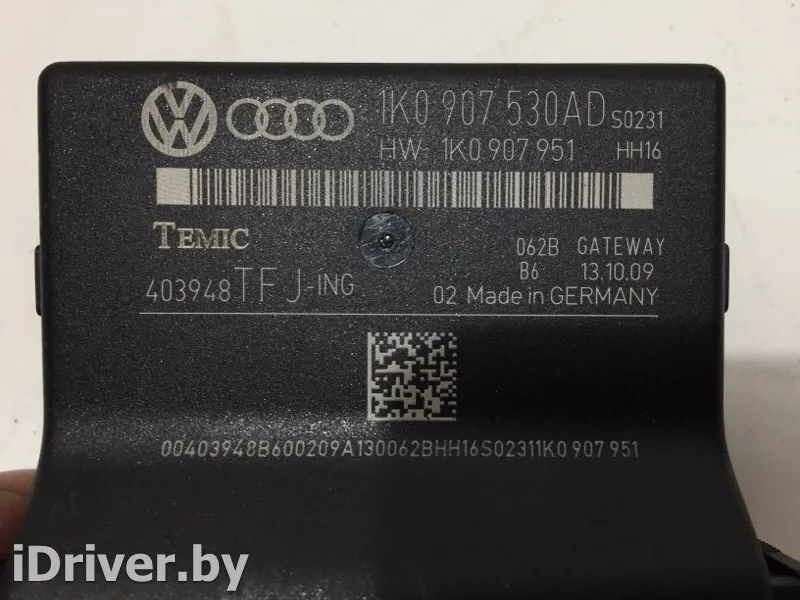 1K0 907 530AD S0231
HW: 1K0 907 951 HH16
TEMIC
062B GATEWAY
B6 13.10.09
403948TFJ-ING
02 Made in GERMANY
00403948B600209A130062BHH16S02311K0 907 951
iDriver.by